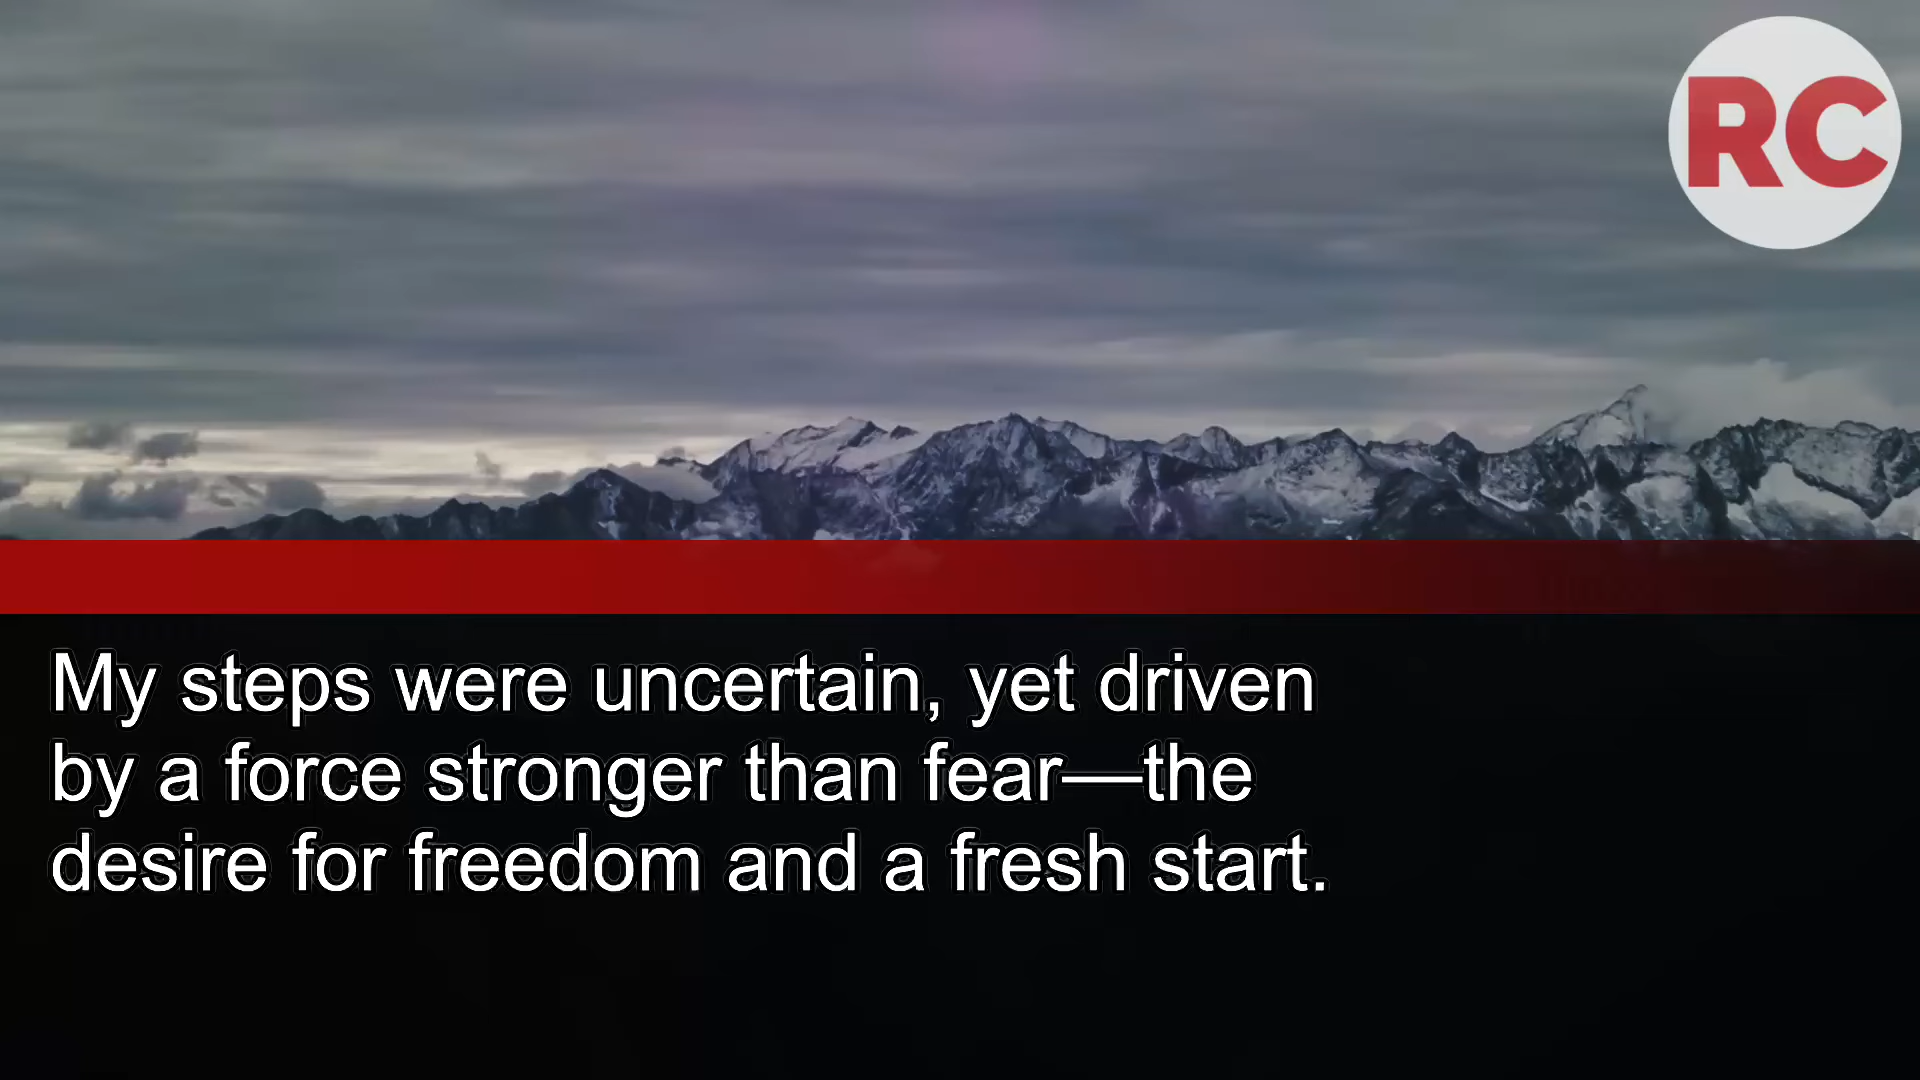 RC
My steps were uncertain, yet driven
by a force stronger than fear—the
desire for freedom and a fresh start.